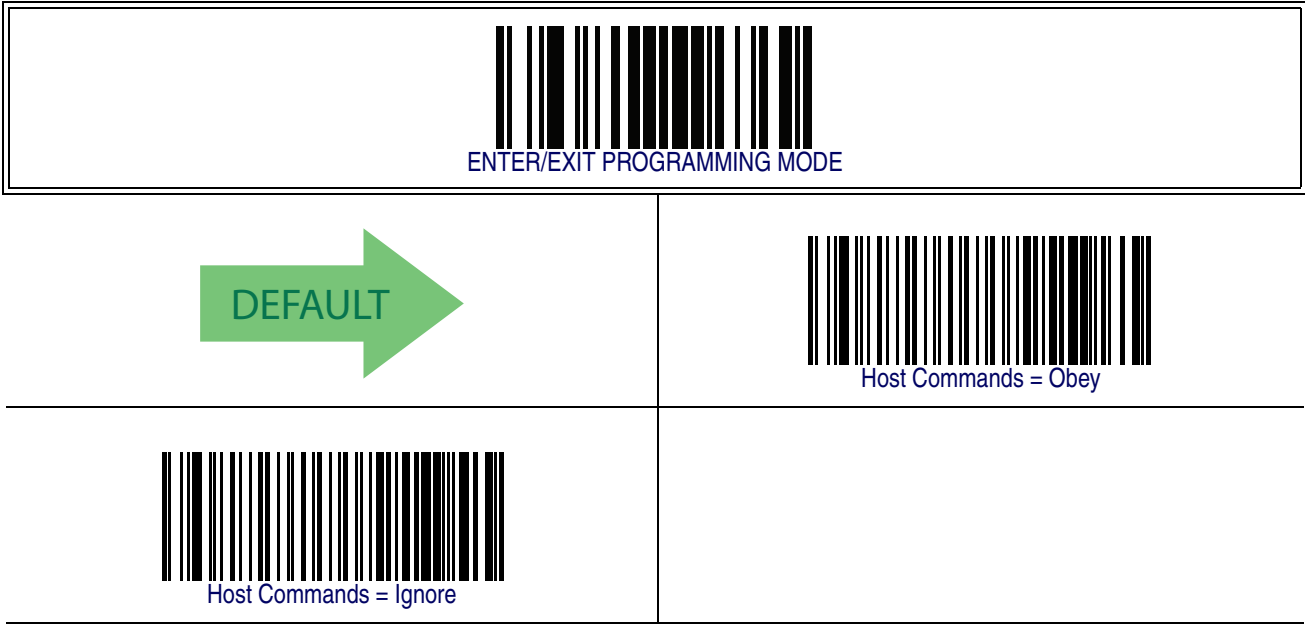 ENTER/EXIT PROGRAMMING MODE
DEFAULT
Host Commands = Obey
Host Commands = Ignore